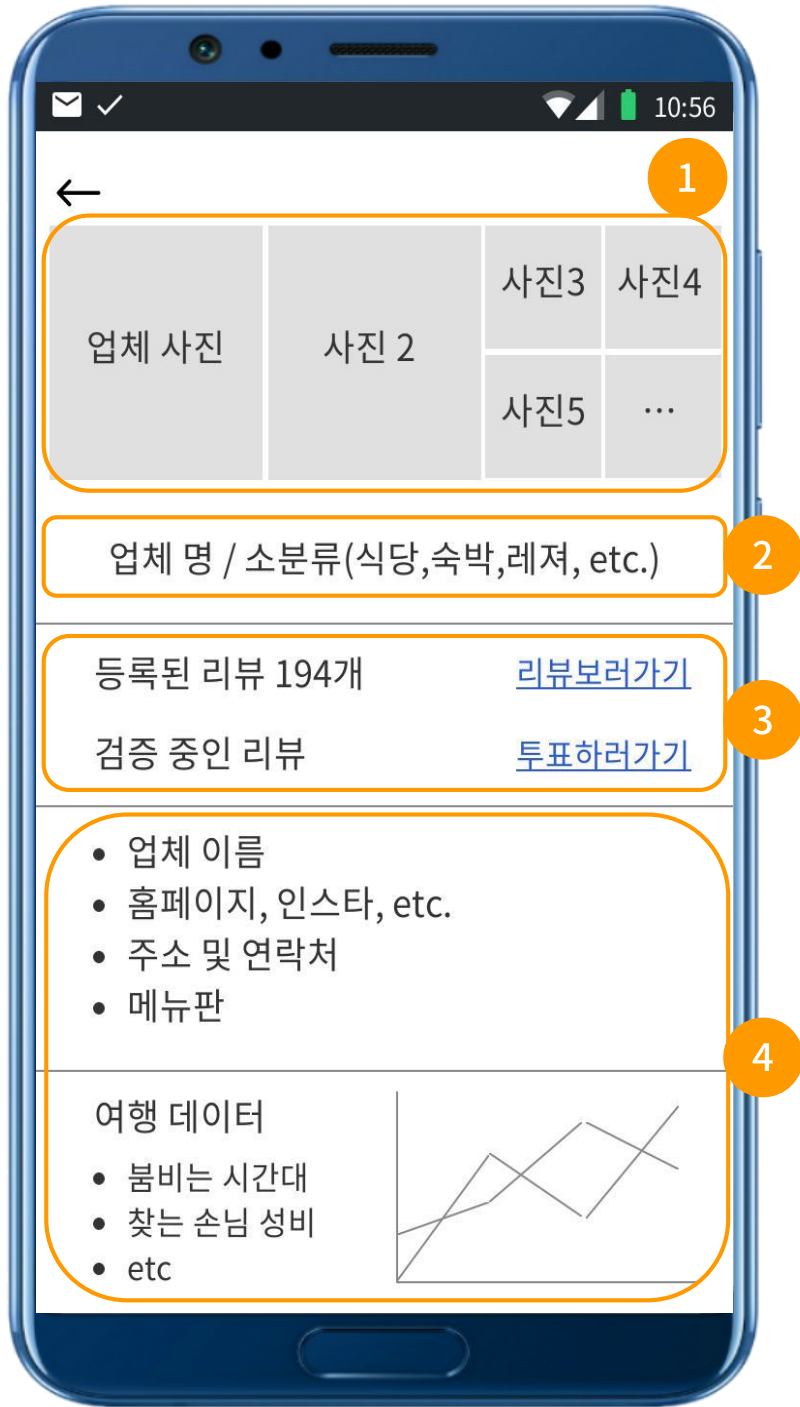 10:56
1
업체 사진
사진 2
사진3
사진4
사진5
…
업체 명 / 소분류(식당,숙박,레져, etc.)
2
등록된 리뷰 194개
리뷰보러가기
검증 중인 리뷰
투표하러가기
3
업체 이름
홈페이지, 인스타, etc.
주소 및 연락처
메뉴판
4
여행 데이터
붐비는 시간대
찾는 손님 성비
etc